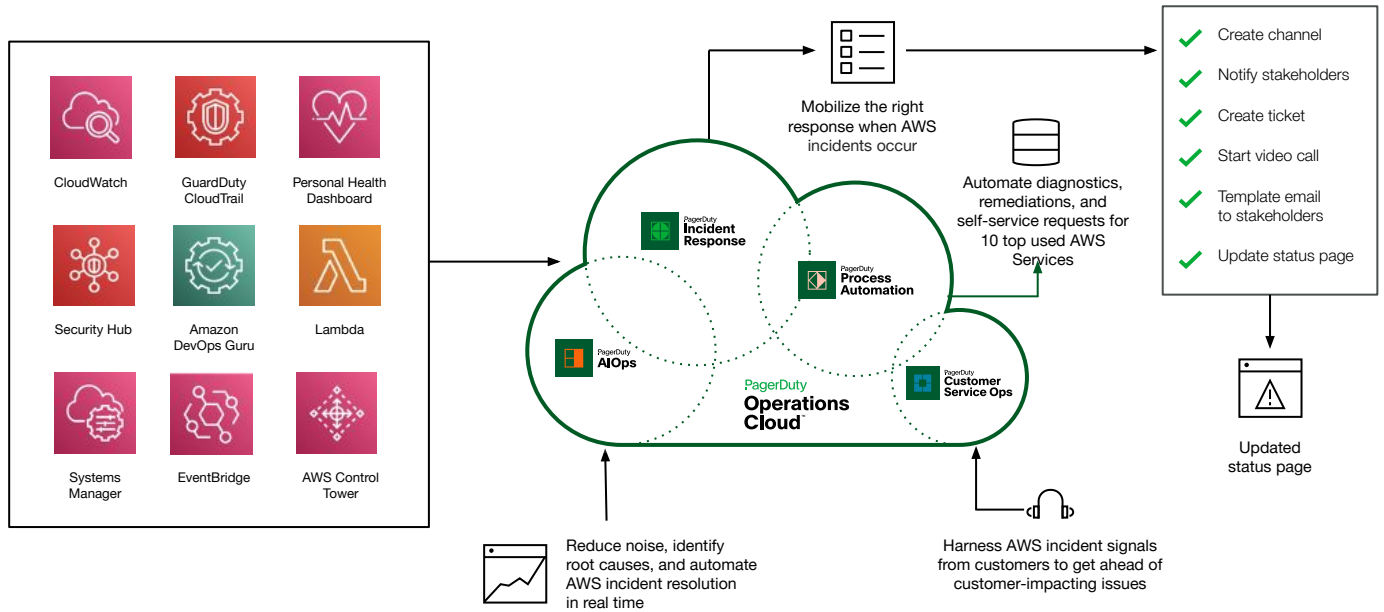 CloudWatch
GuardDuty
CloudTrail
Personal Health
Dashboard
Security Hub
Amazon
DevOps Guru
Lambda
Systems
Manager
EventBridge
AWS Control
Tower
Mobilize the right
response when AWS
incidents occur
Automate diagnostics,
remediations, and
self-service requests for
10 top used AWS
Services
PagerDuty
Incident
Response
PagerDuty
Process
Automation
PagerDuty
AIOps
PagerDuty
Customer
Service Ops
PagerDuty
Operations
Cloud
Reduce noise, identify
root causes, and automate
AWS incident resolution
in real time
Harness AWS incident signals
from customers to get ahead of
customer-impacting issues
Create channel
Notify stakeholders
Create ticket
Start video call
Template email
to stakeholders
Update status page
Updated
status page